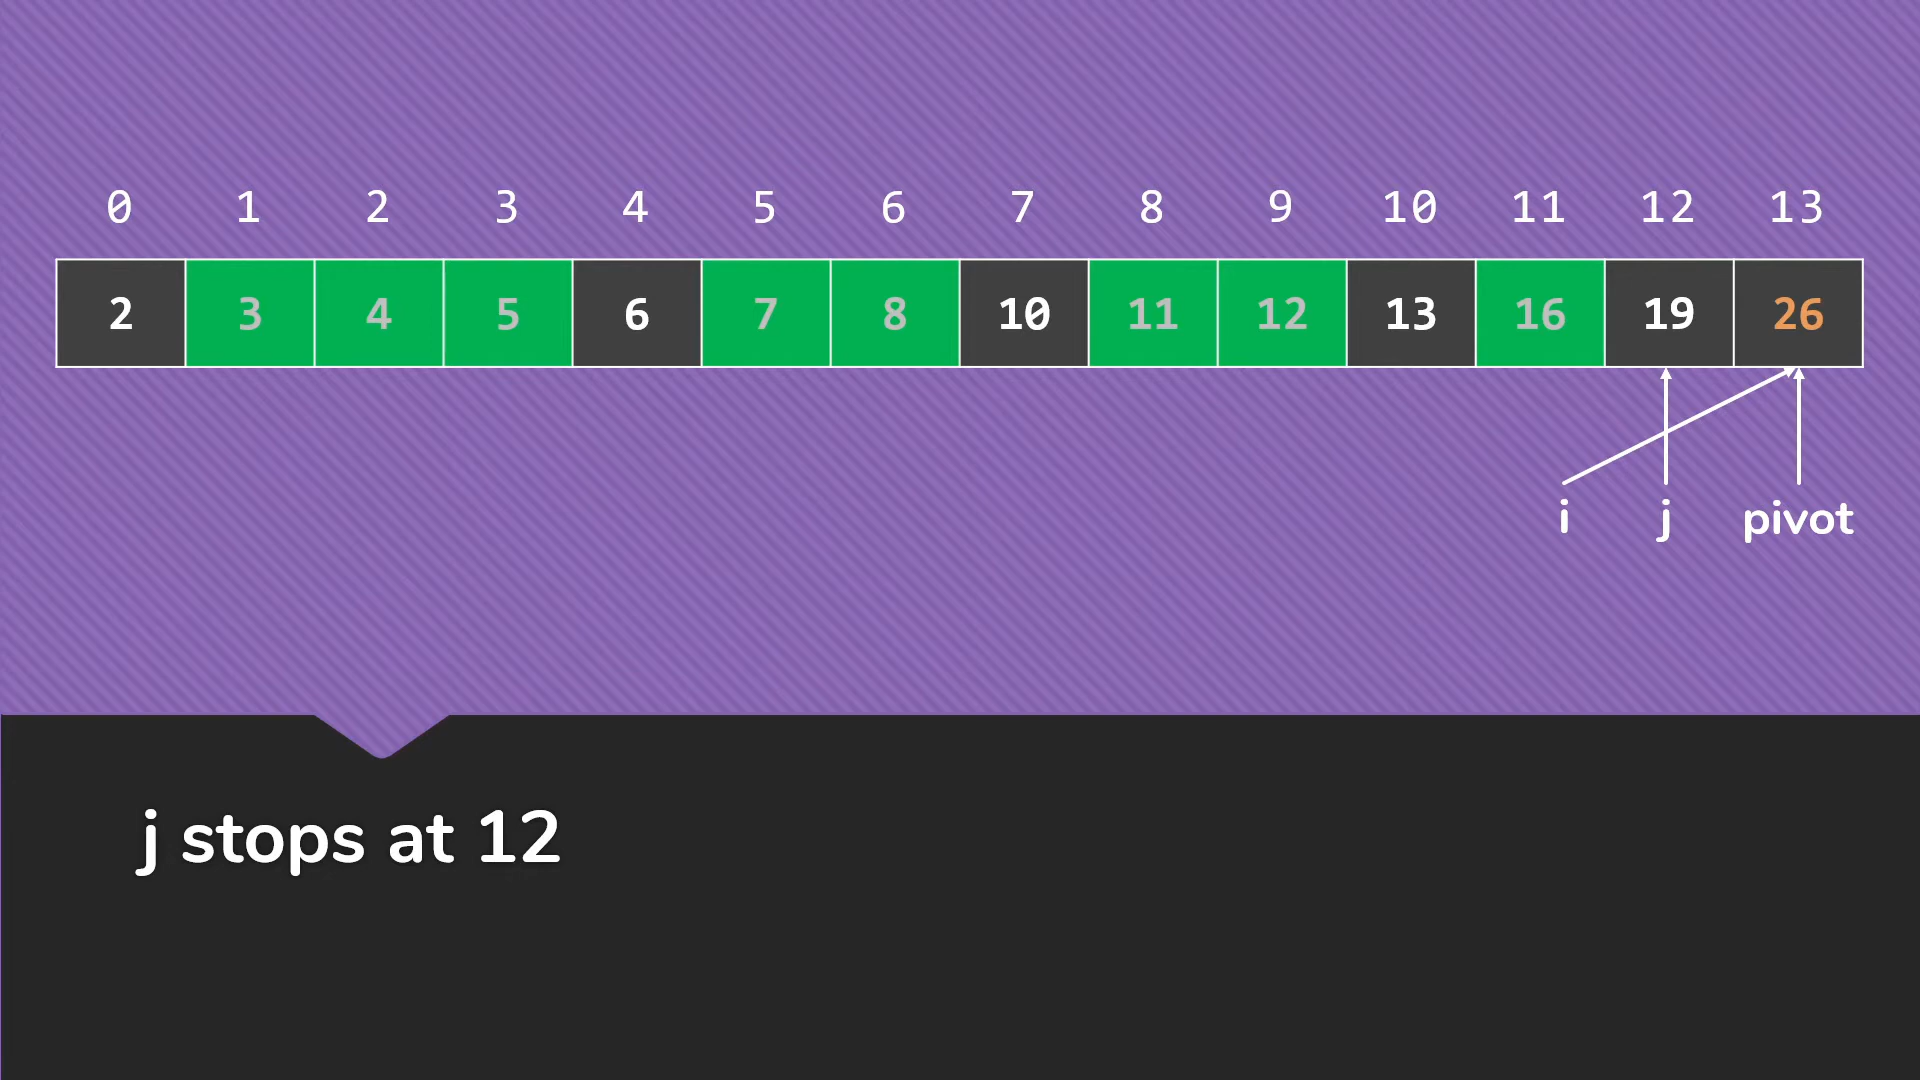 0 1 2 3 4 5 6 7 8 9 10 11 12 13
2 3 4 5 6 7 8 10 11 12 13 16 19 26
i j pivot
j stops at 12